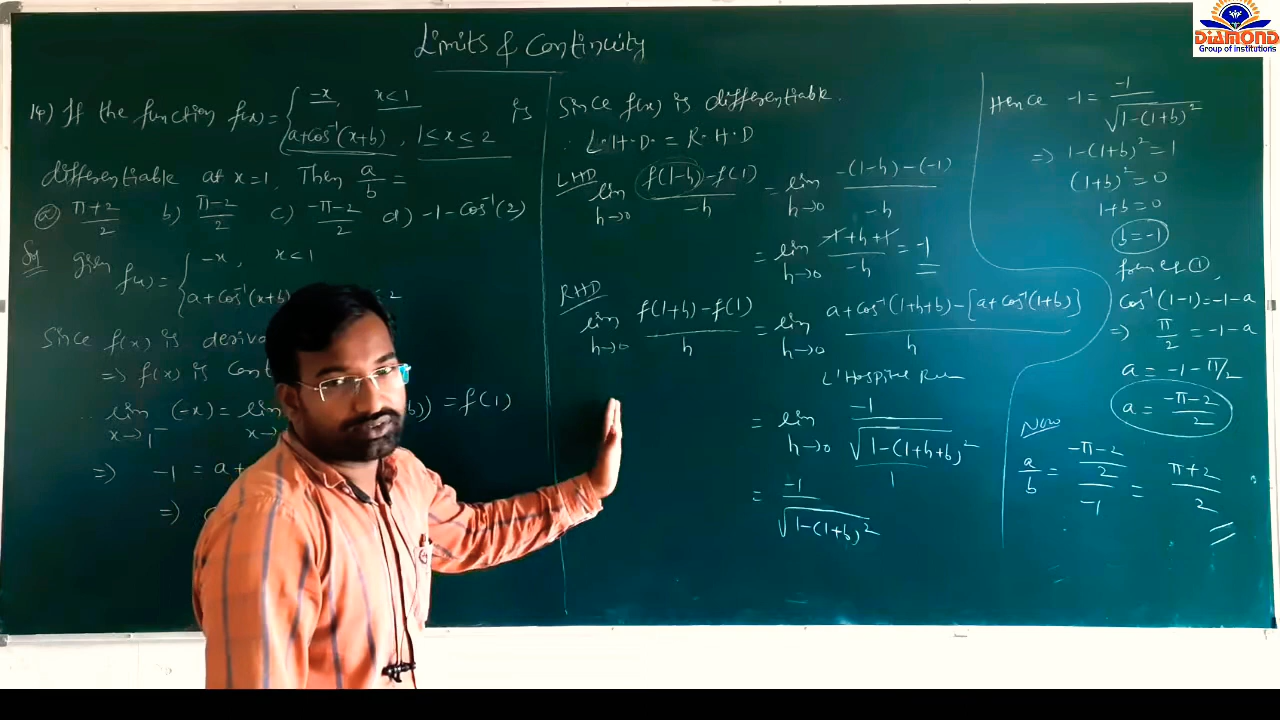 Limits & Continuity
DIAMOND
Group of institutions
14) If the function f(x) = { -x, x<1 is
a+cos⁻¹(x+b), 1≤x≤2
differentiable at x=1, Then a/b =
a) π+2/2 b) π-2/2 c) -π-2/2 d) -1-cos⁻¹(2)
Sol given f(x) = { -x, x<1
a+cos⁻¹(x+b) 2
Since f(x) is
=> f(x) is
∴ lim x→1⁻ (-x) = lim = f(1)
=> -1 = a+
=>
Since f(x) is differentiable.
∴ L.H.D. = R.H.D
LHD lim h→0 f(1-h)-f(1)/-h = lim h→0 -(1-h)-(-1)/-h
= lim h→0 -1+h+1/-h = -1
RHD lim h→0 f(1+h)-f(1)/h = lim h→0 a+cos⁻¹(1+h+b)-[a+cos⁻¹(1+b)]/h
= lim h→0 -1/√1-(1+h+b)²/1
= -1/√1-(1+b)²
Hence -1 = -1/√1-(1+b)²
=> 1-(1+b)²=1
(1+b)²=0
1+b=0
b=-1
from eq ①,
cos⁻¹(1-1)=-1-a
=> π/2 = -1-a
a = -1-π/2
a = -π-2/2
Now
a/b = -π-2/2/-1 = π+2/2